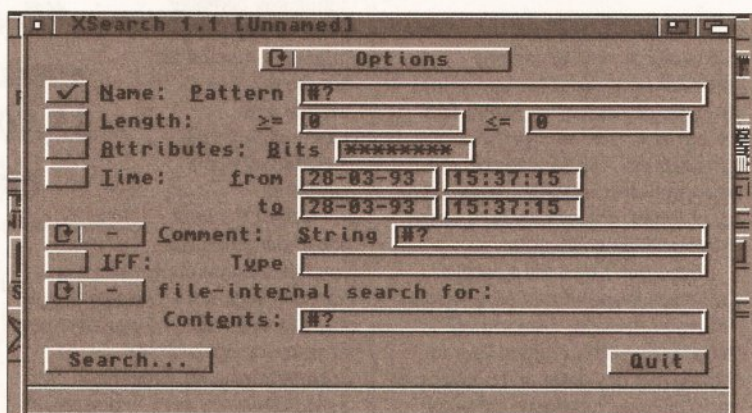 XSearch 1.1 [Unnamed]
Options
Name: Pattern #?
Length: >= 0 <= 0
Attributes: Bits ********
Time: from 28-03-93 15:37:15
to 28-03-93 15:37:15
- Comment: String #?
IFF: Type
- file-internal search for:
Contents: #?
Search... Quit